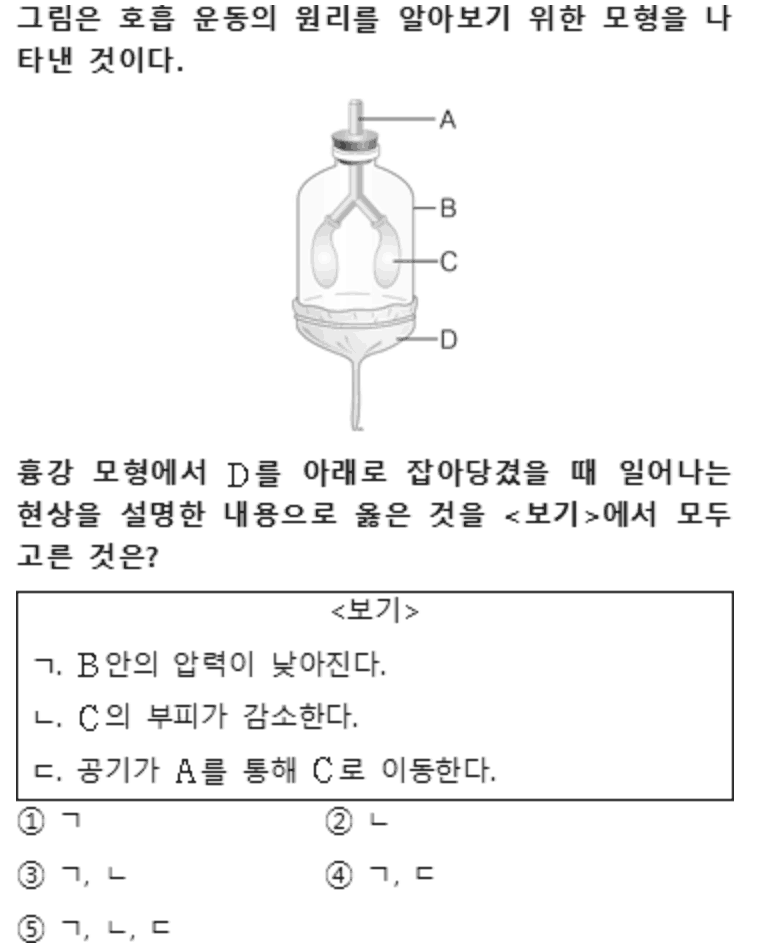 그림은 호흡 운동의 원리를 알아보기 위한 모형을 나
타낸 것이다.
A
B
C
D
흉강 모형에서 D를 아래로 잡아당겼을 때 일어나는
현상을 설명한 내용으로 옳은 것을 <보기>에서 모두
고른 것은?
<보기>
ㄱ. B안의 압력이 낮아진다.
ㄴ. C의 부피가 감소한다.
ㄷ. 공기가 A를 통해 C로 이동한다.
① ㄱ ② ㄴ
③ ㄱ, ㄴ ④ ㄱ, ㄷ
⑤ ㄱ, ㄴ, ㄷ